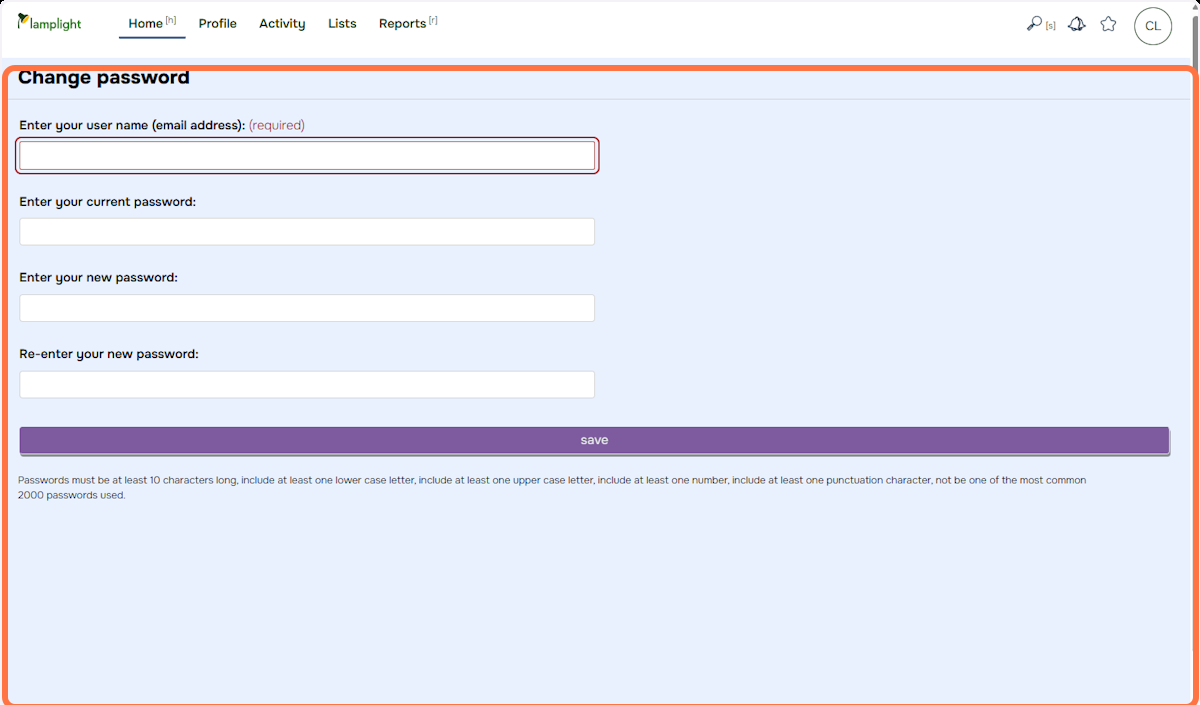 lamplight
Home [h] Profile Activity Lists Reports [r] [s] CL
Change password
Enter your user name (email address): (required)
Enter your current password:
Enter your new password:
Re-enter your new password:
save
Passwords must be at least 10 characters long, include at least one lower case letter, include at least one upper case letter, include at least one number, include at least one punctuation character, not be one of the most common
2000 passwords used.